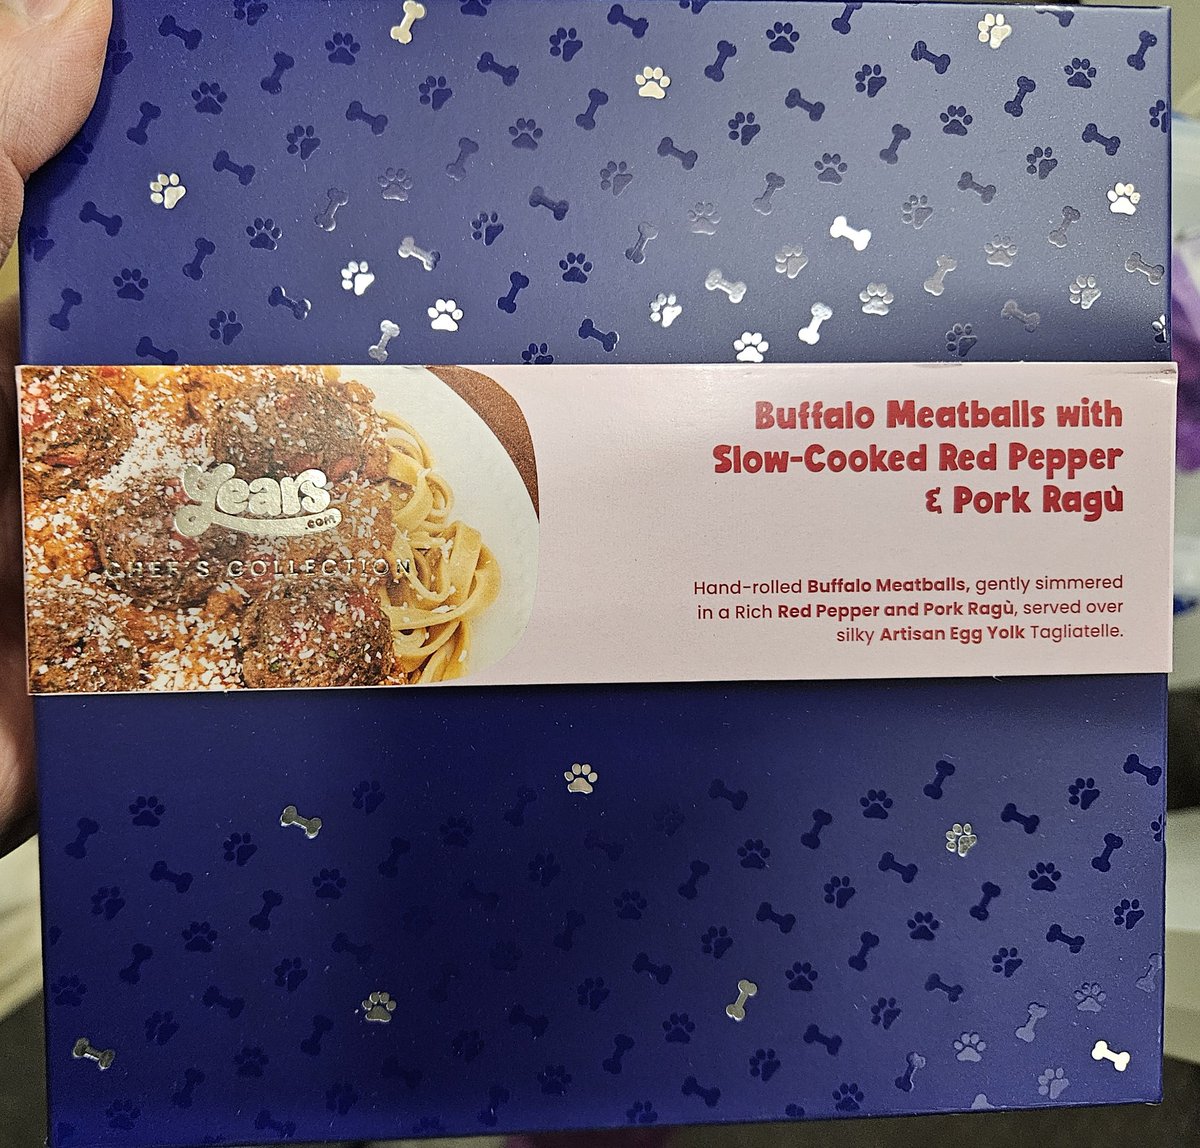 years
.com
CHEF'S COLLECTION
Buffalo Meatballs with
Slow-Cooked Red Pepper
& Pork Ragù
Hand-rolled Buffalo Meatballs, gently simmered
in a Rich Red Pepper and Pork Ragù, served over
silky Artisan Egg Yolk Tagliatelle.